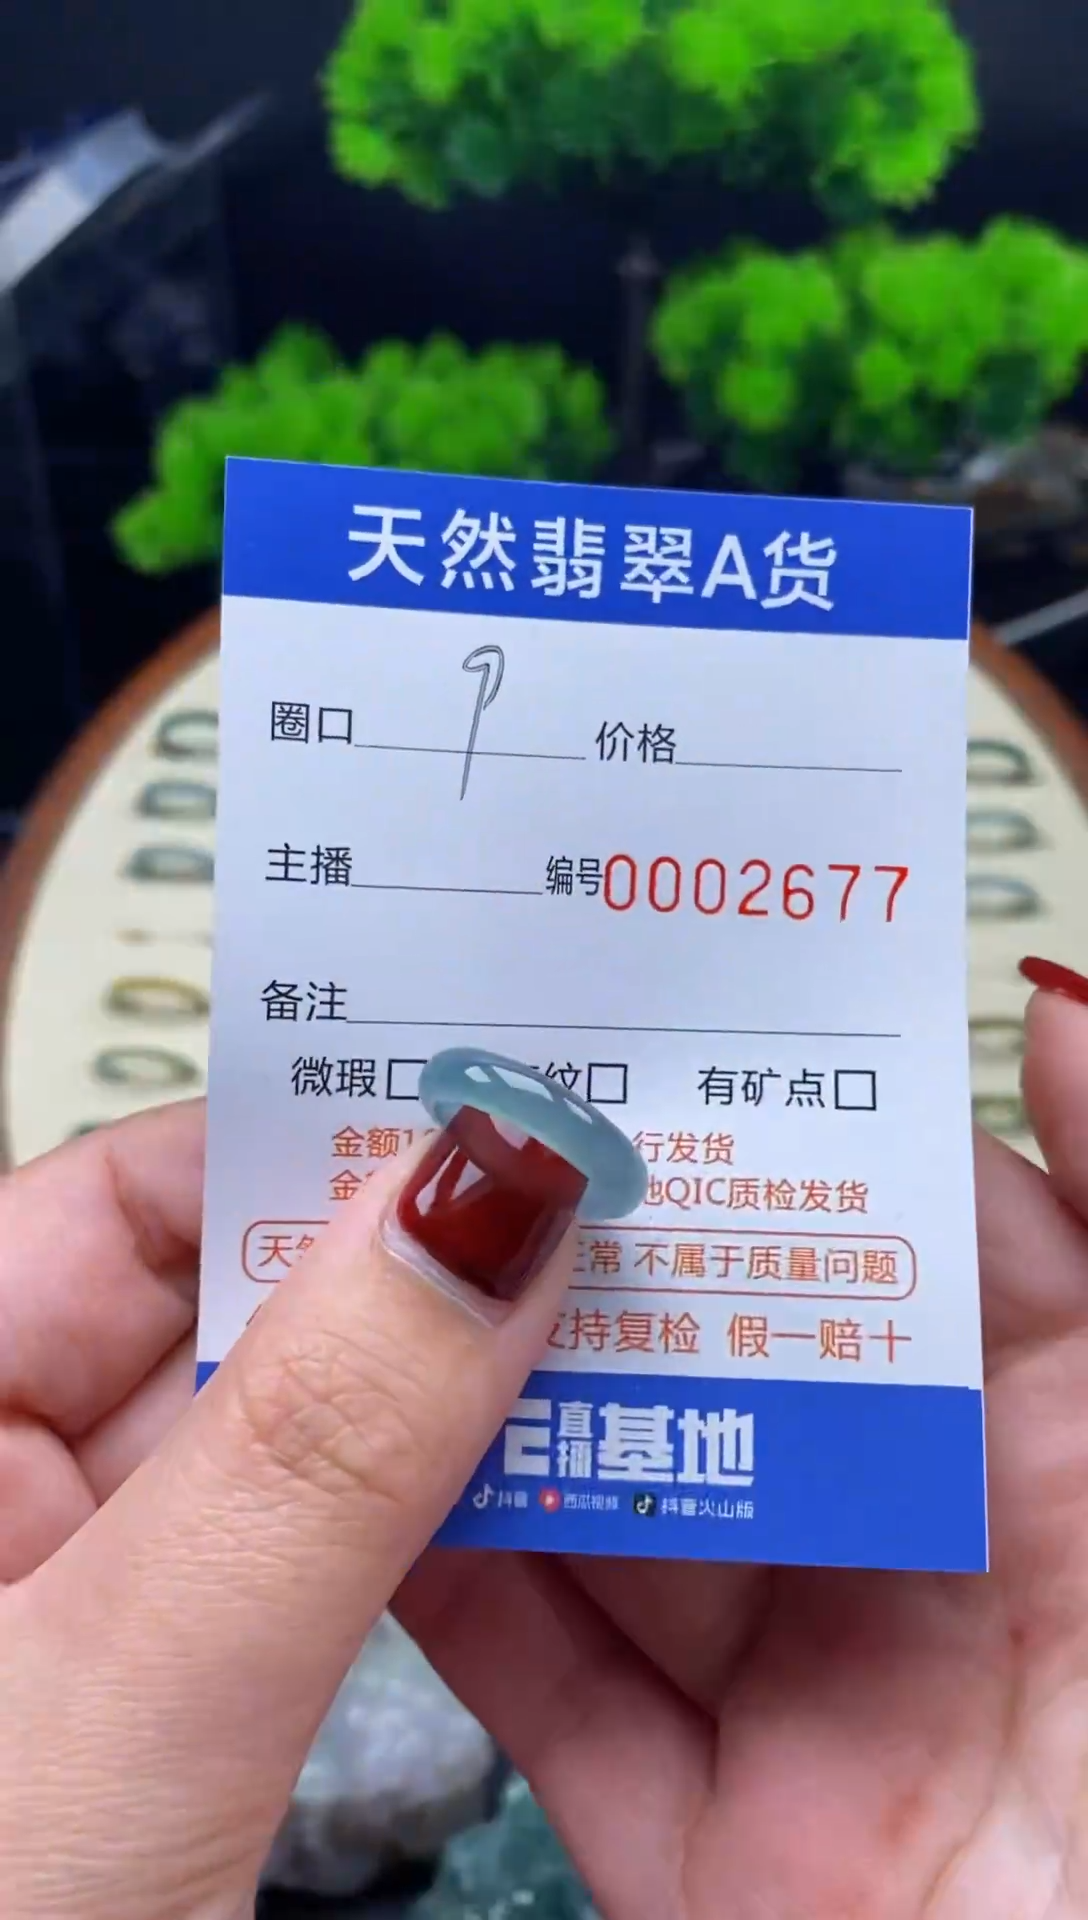 天然翡翠A货
圈口 9 价格
主播 编号0002677
备注
微瑕□ 纹□ 有矿点□
金额1 行发货
金 QIC质检发货
天 正常 不属于质量问题
支持复检 假一赔十
直播基地
抖音 西瓜视频 抖音火山版